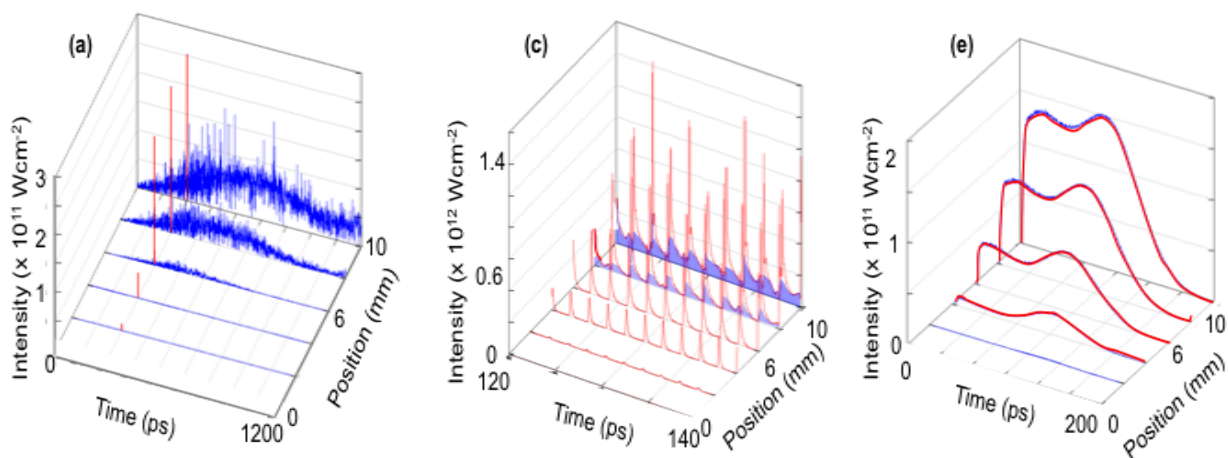 (a)
Intensity (x 10¹¹ Wcm⁻²)
3
2
1
0
Time (ps)
1200
0
6
10
Position (mm)
(c)
Intensity (x 10¹² Wcm⁻²)
1.4
0.6
0
120
Time (ps)
140
0
6
10
Position (mm)
(e)
Intensity (x 10¹¹ Wcm⁻²)
2
1
0
0
Time (ps)
200
0
6
10
Position (mm)